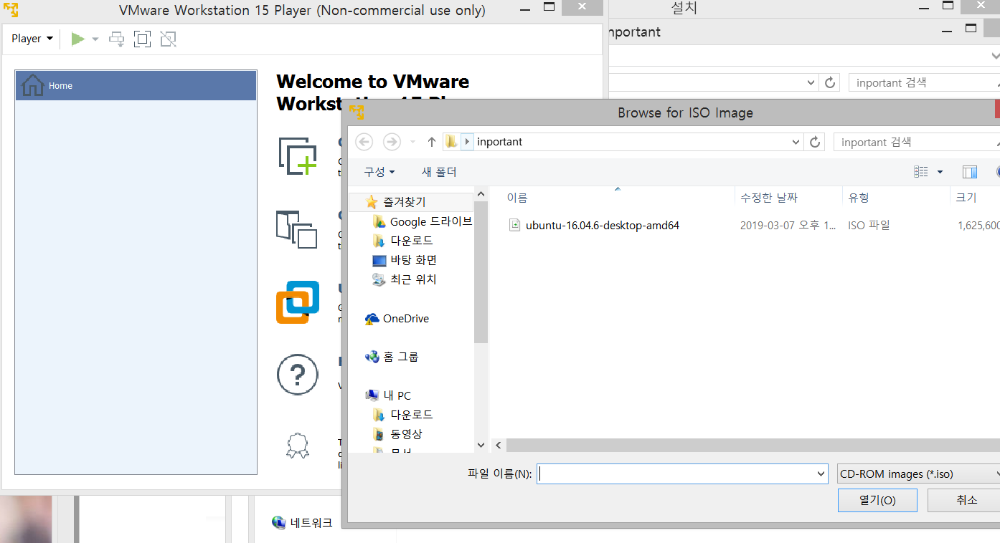 VMware Workstation 15 Player (Non-commercial use only)
설치
Player
inportant 검색
Home
Welcome to VMware
Browse for ISO Image
inportant
inportant 검색
구성
새 폴더
이름
수정한 날짜
유형
크기
즐겨찾기
Google 드라이브
다운로드
바탕 화면
최근 위치
OneDrive
홈 그룹
내 PC
다운로드
동영상
ubuntu-16.04.6-desktop-amd64
2019-03-07 오후 1...
ISO 파일
1,625,600
파일 이름(N):
CD-ROM images (*.iso)
열기(O)
취소
네트워크